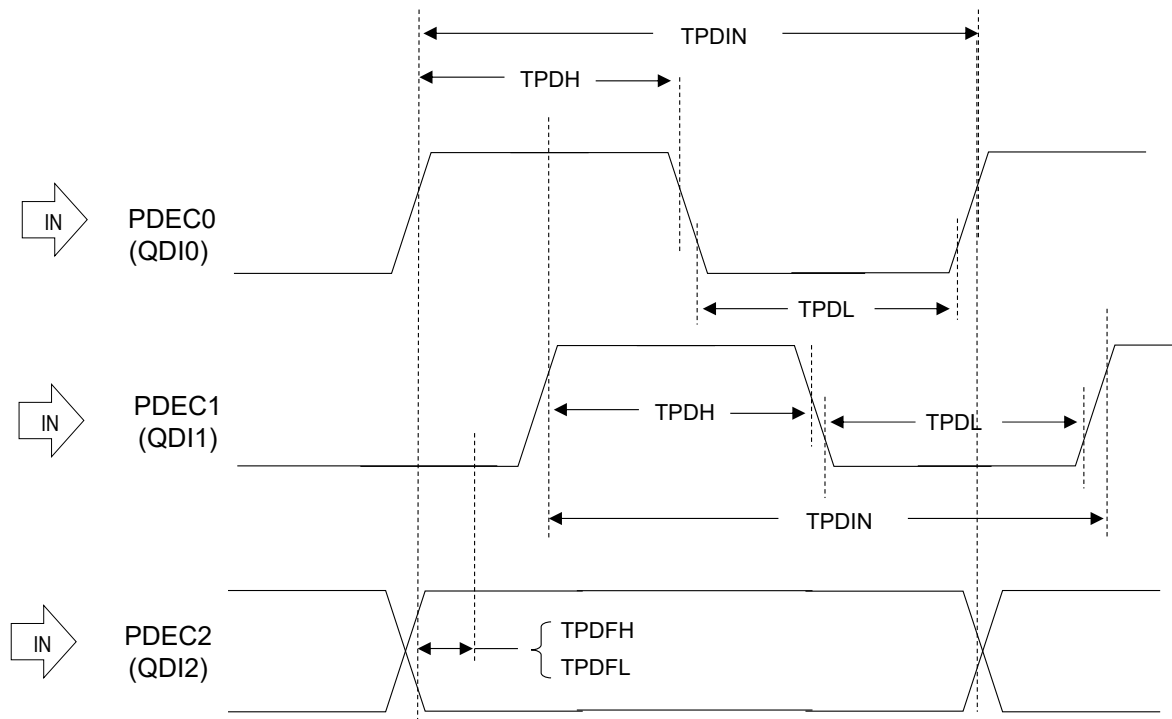 TPDIN
TPDH
IN
PDEC0
(QDI0)
TPDL
IN
PDEC1
(QDI1)
TPDH
TPDL
TPDIN
IN
PDEC2
(QDI2)
TPDFH
TPDFL